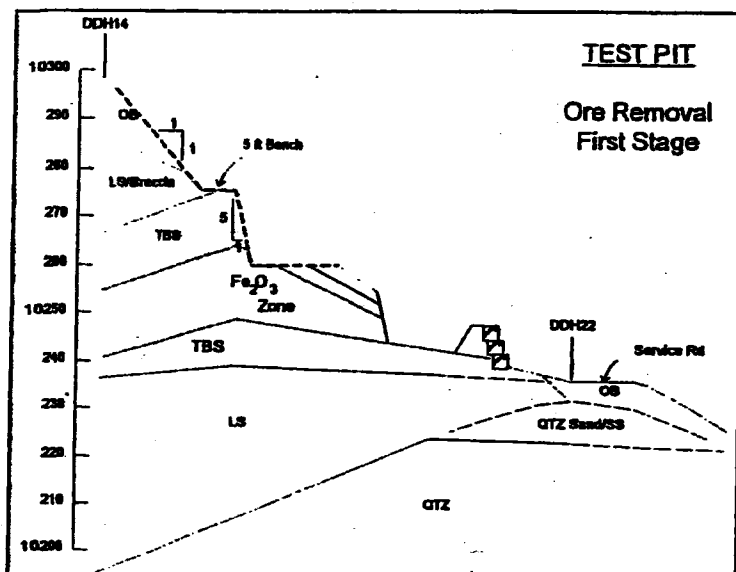 DDH14
TEST PIT
Ore Removal
First Stage
10300
290
280
270
260
10250
240
230
220
210
10200
OB
1
1
5 ft Bench
LS/Breccia
TBS
5
1
Fe2O3
Zone
TBS
DDH22
Service Rd
OB
LS
QTZ Sand/SS
QTZ